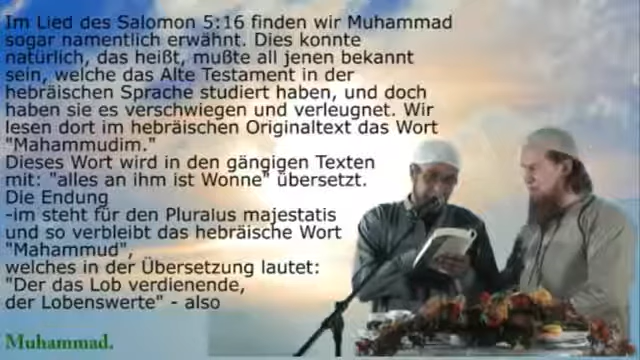 Im Lied des Salomon 5:16 finden wir Muhammad
sogar namentlich erwähnt. Dies konnte
natürlich, das heißt, mußte all jenen bekannt
sein, welche das Alte Testament in der
hebräischen Sprache studiert haben, und doch
haben sie es verschwiegen und verleugnet. Wir
lesen dort im hebräischen Originaltext das Wort
"Mahammudim."
Dieses Wort wird in den gängigen Texten
mit: "alles an ihm ist Wonne" übersetzt.
Die Endung
-im steht für den Pluralus majestatis
und so verbleibt das hebräische Wort
"Mahammud",
welches in der Übersetzung lautet:
"Der das Lob verdienende,
der Lobenswerte" - also
Muhammad.